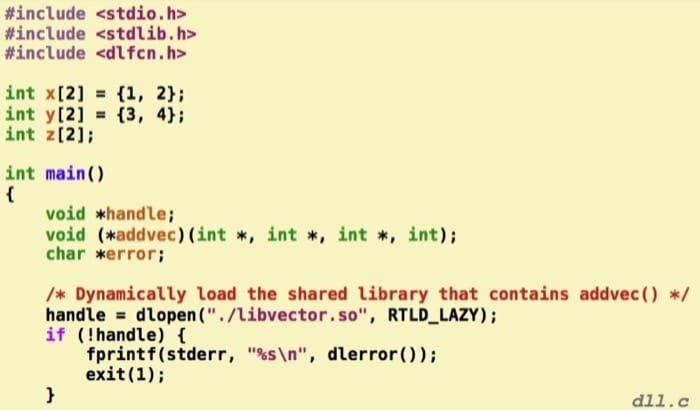 #include <stdio.h>
#include <stdlib.h>
#include <dlfcn.h>

int x[2] = {1, 2};
int y[2] = {3, 4};
int z[2];

int main()
{
    void *handle;
    void (*addvec)(int *, int *, int *, int);
    char *error;

    /* Dynamically load the shared library that contains addvec() */
    handle = dlopen("./libvector.so", RTLD_LAZY);
    if (!handle) {
        fprintf(stderr, "%s\n", dlerror());
        exit(1);
    }
dll.c